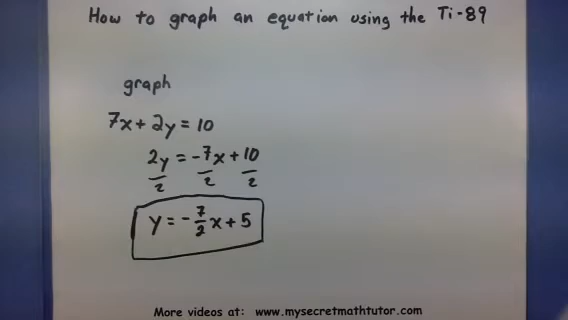 How to graph an equation using the Ti-89
graph
7x + 2y = 10
2y = -7x + 10
2 2 2
y = - 7/2 x + 5
More videos at: www.mysecretmathtutor.com